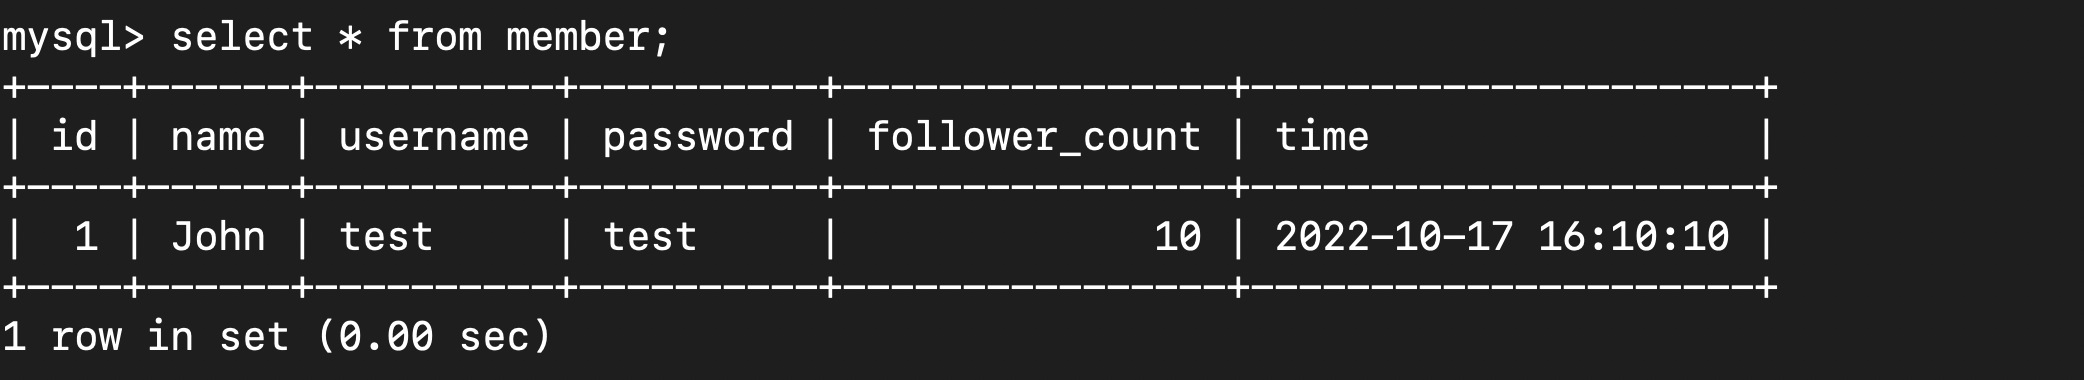 mysql> select * from member;
+----+------+----------+----------+----------------+---------------------+
| id | name | username | password | follower_count | time                |
+----+------+----------+----------+----------------+---------------------+
|  1 | John | test     | test     |             10 | 2022-10-17 16:10:10 |
+----+------+----------+----------+----------------+---------------------+
1 row in set (0.00 sec)